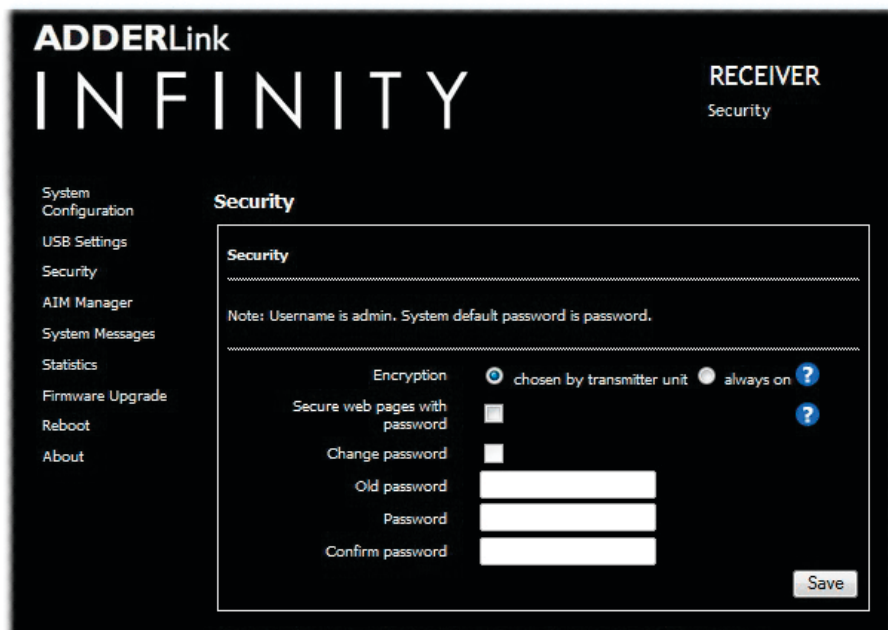 ADDERLink
INFINITY
RECEIVER
Security
System
Configuration
USB Settings
Security
AIM Manager
System Messages
Statistics
Firmware Upgrade
Reboot
About
Security
Security
Note: Username is admin. System default password is password.
Encryption chosen by transmitter unit always on ?
Secure web pages with
password ?
Change password
Old password
Password
Confirm password
Save